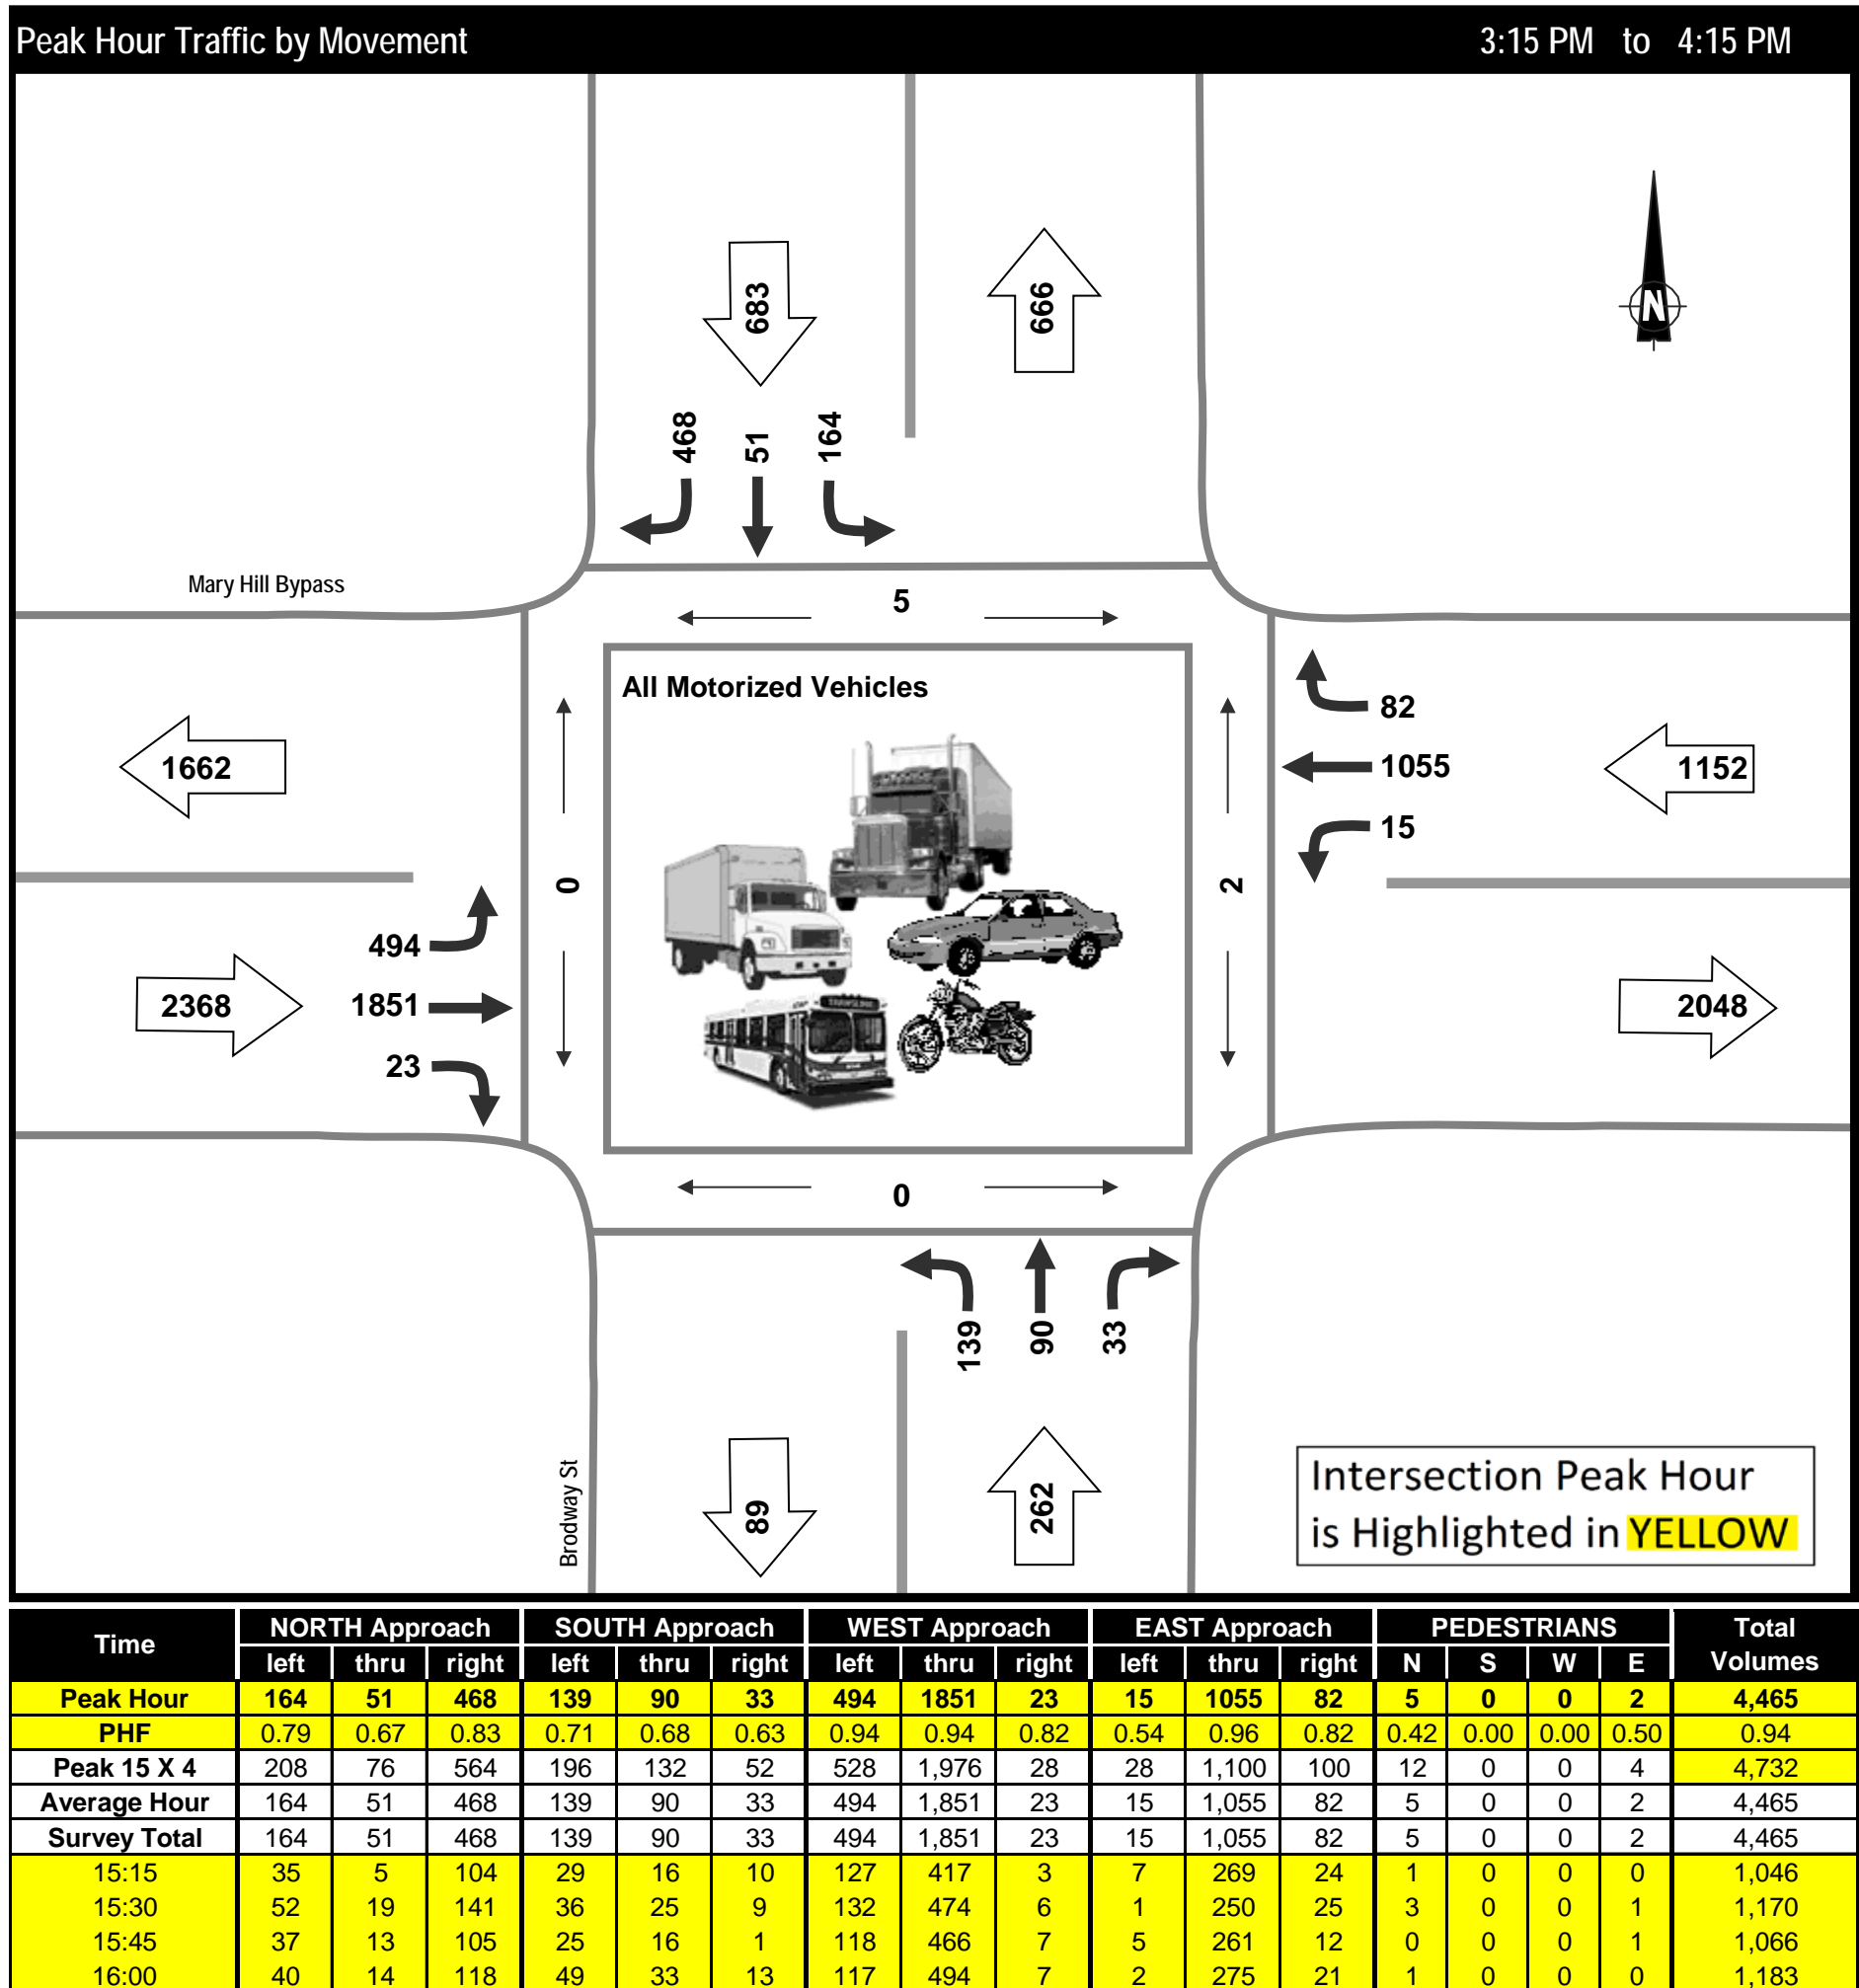 Peak Hour Traffic by Movement 3:15 PM to 4:15 PM
683
666
N
468 51 164
Mary Hill Bypass
5
All Motorized Vehicles
82
1662
1055
1152
15
0
2
494
2368
1851
2048
23
0
139 90 33
Brodway St
89
262
Intersection Peak Hour
is Highlighted in YELLOW
Time NORTH Approach SOUTH Approach WEST Approach EAST Approach PEDESTRIANS Total Volumes
left thru right left thru right left thru right left thru right N S W E
Peak Hour 164 51 468 139 90 33 494 1851 23 15 1055 82 5 0 0 2 4,465
PHF 0.79 0.67 0.83 0.71 0.68 0.63 0.94 0.94 0.82 0.54 0.96 0.82 0.42 0.00 0.00 0.50 0.94
Peak 15 X 4 208 76 564 196 132 52 528 1,976 28 28 1,100 100 12 0 0 4 4,732
Average Hour 164 51 468 139 90 33 494 1,851 23 15 1,055 82 5 0 0 2 4,465
Survey Total 164 51 468 139 90 33 494 1,851 23 15 1,055 82 5 0 0 2 4,465
15:15 35 5 104 29 16 10 127 417 3 7 269 24 1 0 0 0 1,046
15:30 52 19 141 36 25 9 132 474 6 1 250 25 3 0 0 1 1,170
15:45 37 13 105 25 16 1 118 466 7 5 261 12 0 0 0 1 1,066
16:00 40 14 118 49 33 13 117 494 7 2 275 21 1 0 0 0 1,183